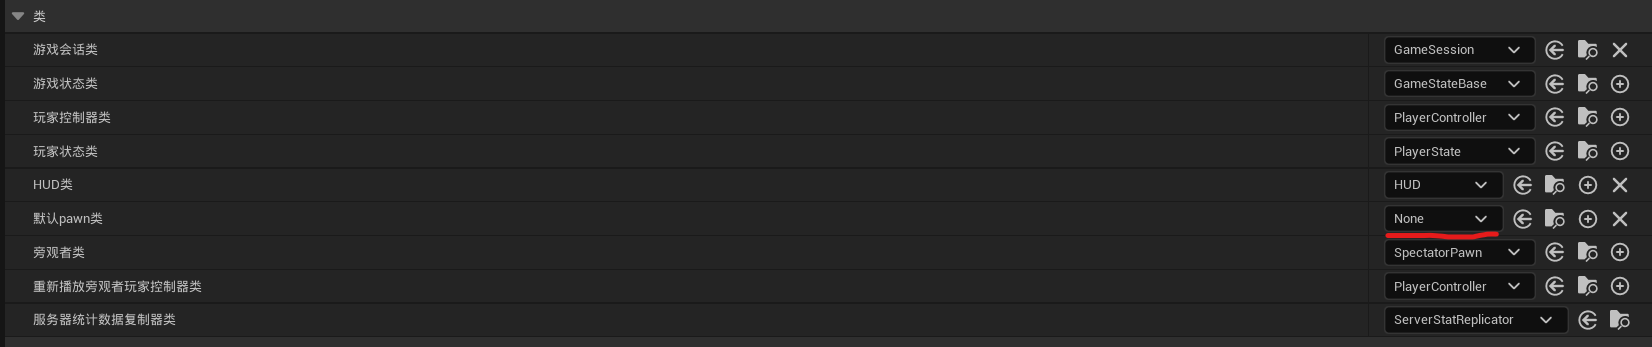 类
游戏会话类 GameSession
游戏状态类 GameStateBase
玩家控制器类 PlayerController
玩家状态类 PlayerState
HUD类 HUD
默认pawn类 None
旁观者类 SpectatorPawn
重新播放旁观者玩家控制器类 PlayerController
服务器统计数据复制器类 ServerStatReplicator